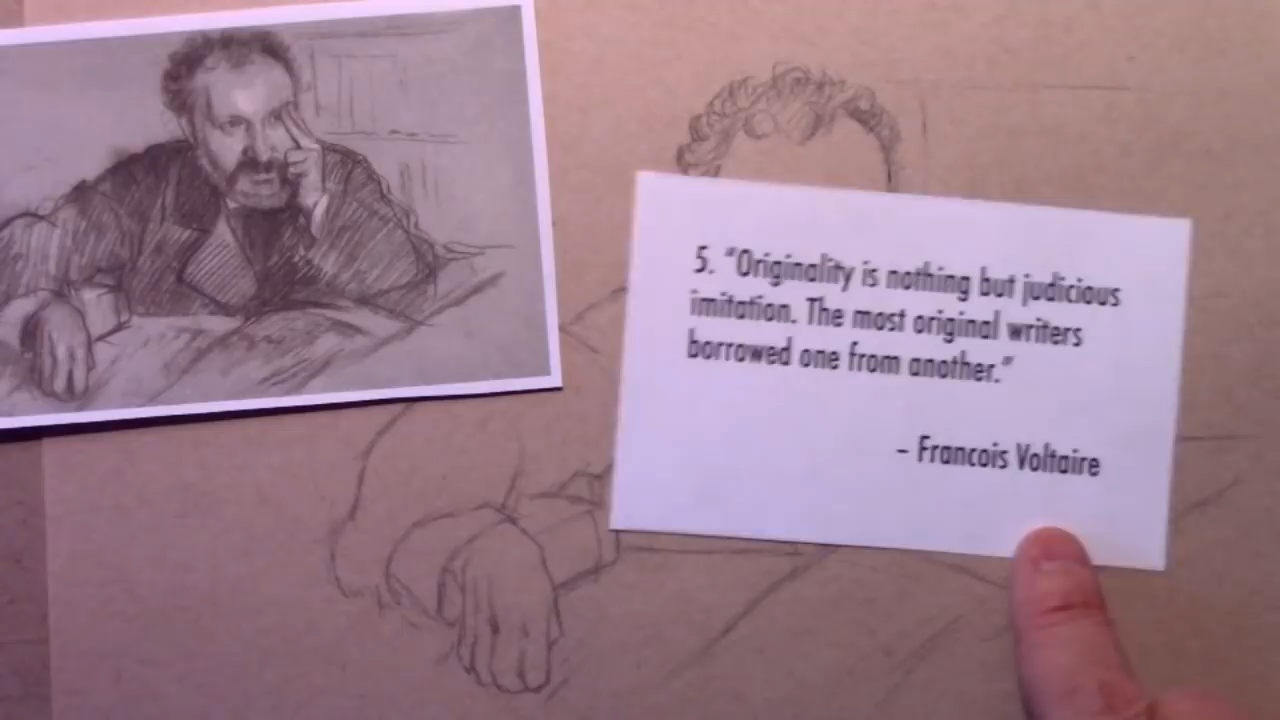 5. “Originality is nothing but judicious
imitation. The most original writers
borrowed one from another.”
– Francois Voltaire